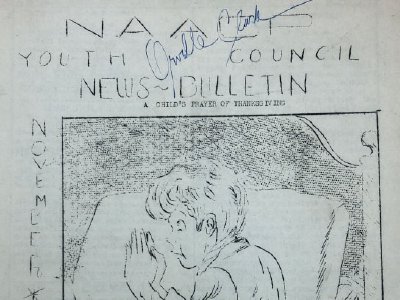 NAACP
YOUTH COUNCIL
NEWS~BULLETIN
A CHILD'S PRAYER OF THANKSGIVING
NOVEMBER